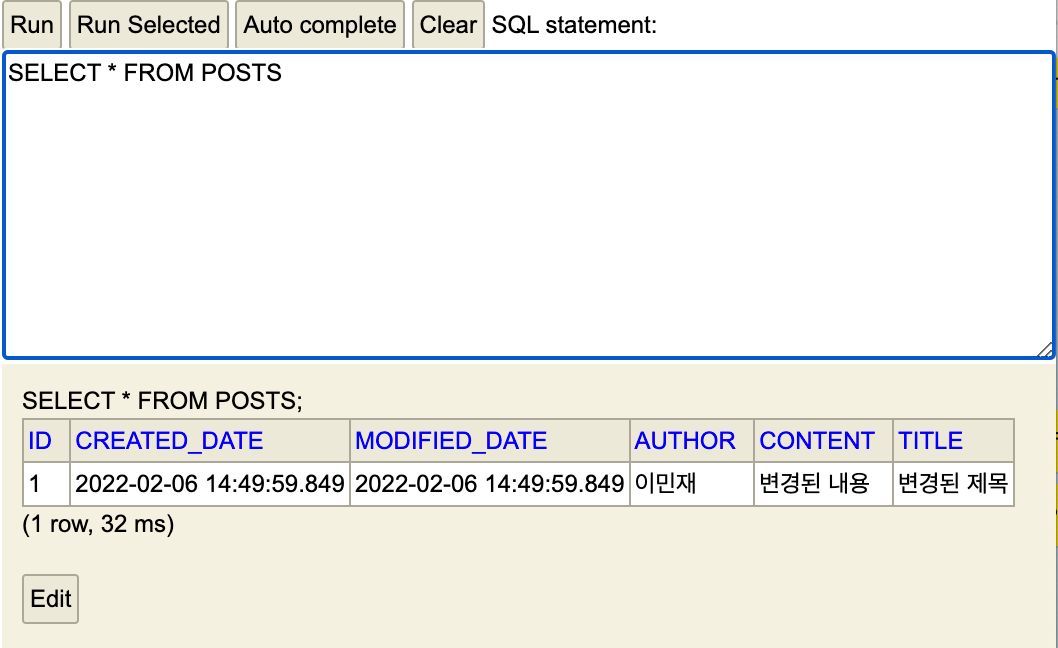 Run Run Selected Auto complete Clear SQL statement:
SELECT * FROM POSTS
SELECT * FROM POSTS;
ID CREATED_DATE MODIFIED_DATE AUTHOR CONTENT TITLE
1 2022-02-06 14:49:59.849 2022-02-06 14:49:59.849 이민재 변경된 내용 변경된 제목
(1 row, 32 ms)
Edit